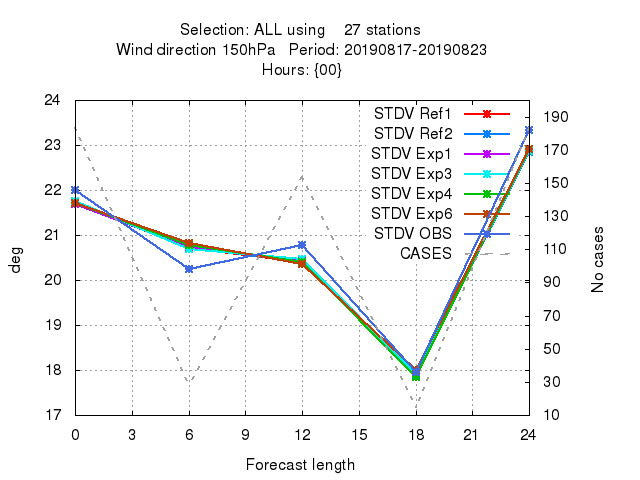 Selection: ALL using    27 stations
Wind direction 150hPa   Period: 20190817-20190823
Hours: {00}
24
23
22
21
20
19
18
17
deg
190
170
150
130
110
90
70
50
30
10
No cases
STDV Ref1
STDV Ref2
STDV Exp1
STDV Exp3
STDV Exp4
STDV Exp6
STDV OBS
CASES
0 3 6 9 12 15 18 21 24
Forecast length